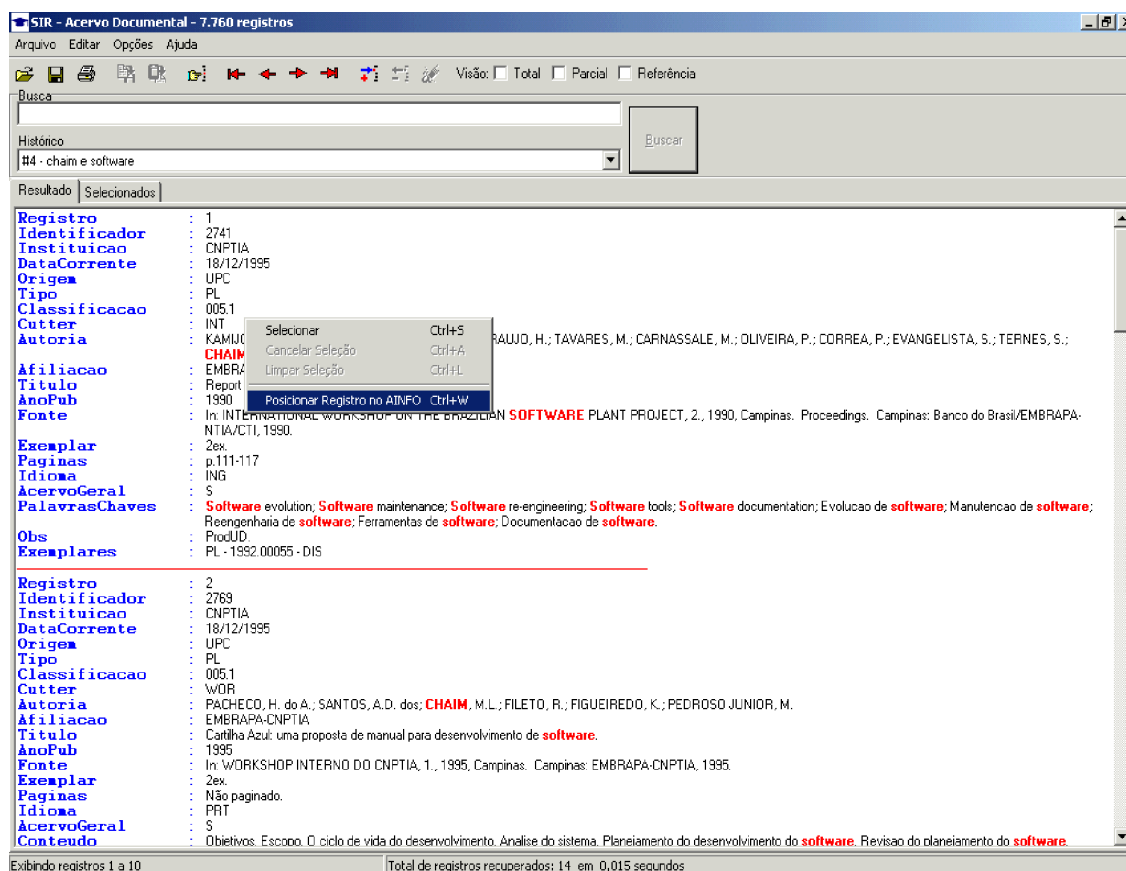 SIR - Acervo Documental - 7.760 registros
Arquivo Editar Opções Ajuda
Visão: Total Parcial Referência
Busca
Histórico
Buscar
#4 - chaim e software
Resultado Selecionados
Registro : 1
Identificador : 2741
Instituicao : CNPTIA
DataCorrente : 18/12/1995
Origem : UPC
Tipo : PL
Classificacao : 005.1
Cutter : INT
Selecionar Ctrl+S
Cancelar Seleção Ctrl+A
Limpar Seleção Ctrl+L
Posicionar Registro no AINFO Ctrl+W
Autoria : H.; TAVARES, M.; CARNASSALE, M.; OLIVEIRA, P.; CORREA, P.; EVANGELISTA, S.; TERNES, S.;
CHAIM
Afiliacao : EMBRA
Titulo : Report
AnoPub : 1990
Fonte : In: INTERNATIONAL WORKSHOP ON THE BRAZILIAN SOFTWARE PLANT PROJECT, 2., 1990, Campinas. Proceedings. Campinas: Banco do Brasil/EMBRAPA-
NTIA/CTI, 1990.
Exemplar : 2ex.
Paginas : p.111-117
Idioma : ING
AcervoGeral : S
PalavrasChaves : Software evolution; Software maintenance; Software re-engineering; Software tools; Software documentation; Evolucao de software; Manutencao de software;
Reengenharia de software; Ferramentas de software; Documentacao de software.
Obs : ProdUD.
Exemplares : PL - 1992.00055 - DIS
Registro : 2
Identificador : 2769
Instituicao : CNPTIA
DataCorrente : 18/12/1995
Origem : UPC
Tipo : PL
Classificacao : 005.1
Cutter : WOR
Autoria : PACHECO, H. do A.; SANTOS, A.D. dos; CHAIM, M.L.; FILETO, R.; FIGUEIREDO, K.; PEDROSO JUNIOR, M.
Afiliacao : EMBRAPA-CNPTIA
Titulo : Cartilha Azul: uma proposta de manual para desenvolvimento de software.
AnoPub : 1995
Fonte : In: WORKSHOP INTERNO DO CNPTIA, 1., 1995, Campinas. Campinas: EMBRAPA-CNPTIA, 1995.
Exemplar : 2ex.
Paginas : Não paginado.
Idioma : PRT
AcervoGeral : S
Conteudo : Objetivos. Escopo. O ciclo de vida do desenvolvimento. Analise do sistema. Planejamento do desenvolvimento do software. Revisao do planejamento do software.
Exibindo registros 1 a 10 Total de registros recuperados: 14 em 0,015 segundos